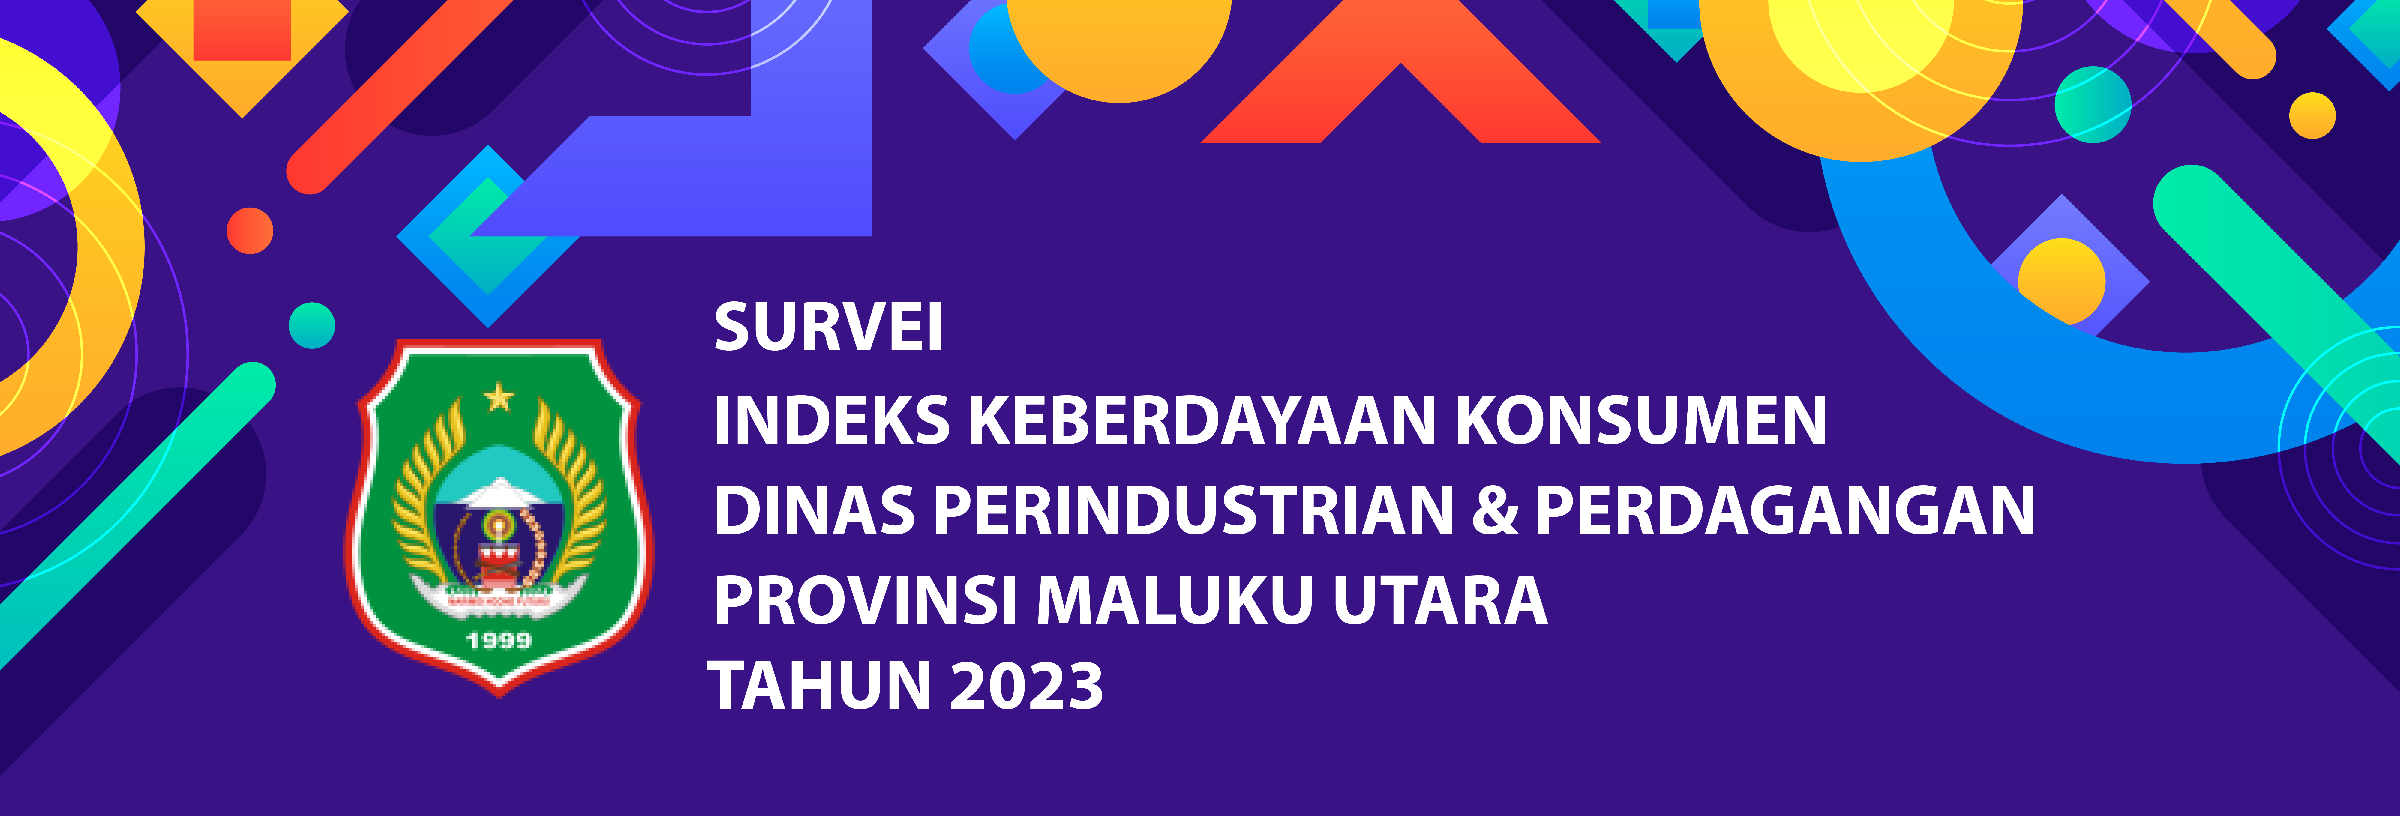 SURVEI
INDEKS KEBERDAYAAN KONSUMEN
DINAS PERINDUSTRIAN & PERDAGANGAN
PROVINSI MALUKU UTARA
TAHUN 2023
1999